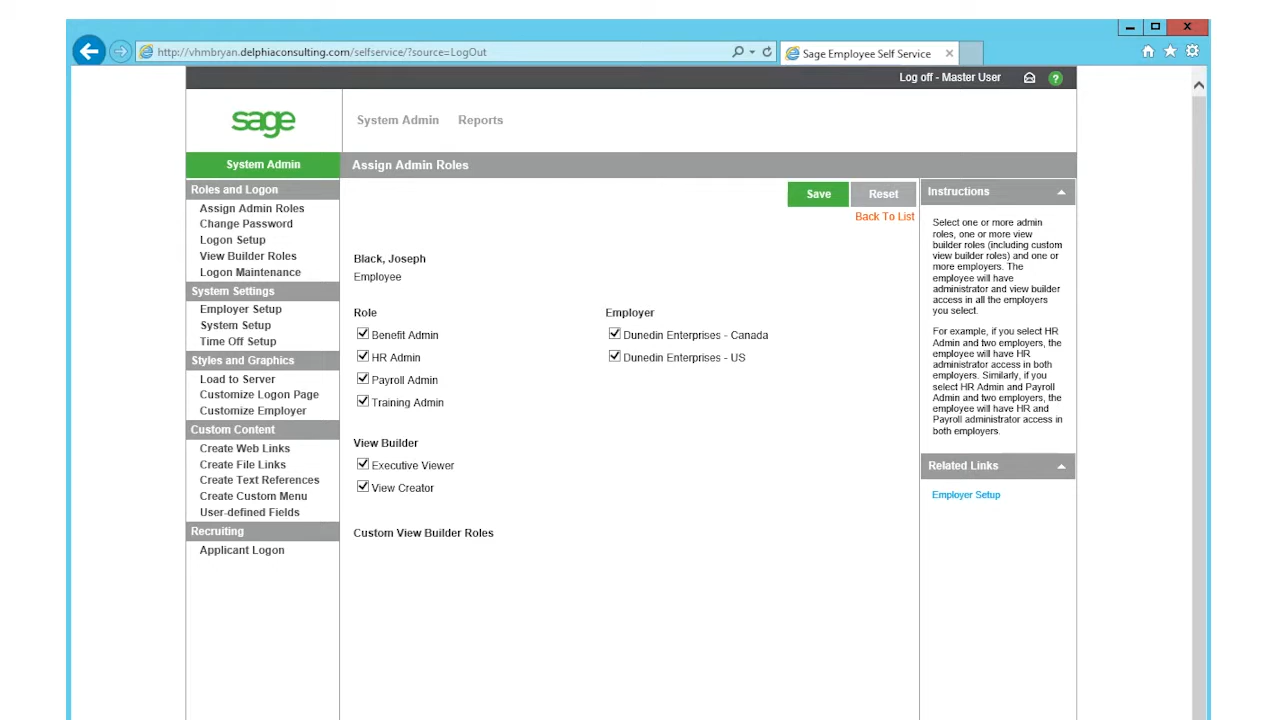 http://vhmbryan.delphiaconsulting.com/selfservice/?source=LogOut
Sage Employee Self Service
Log off - Master User
?
sage
System Admin
Reports
System Admin
Assign Admin Roles
Roles and Logon
Assign Admin Roles
Change Password
Logon Setup
View Builder Roles
Logon Maintenance
System Settings
Employer Setup
System Setup
Time Off Setup
Styles and Graphics
Load to Server
Customize Logon Page
Customize Employer
Custom Content
Create Web Links
Create File Links
Create Text References
Create Custom Menu
User-defined Fields
Recruiting
Applicant Logon
Save
Reset
Back To List
Black, Joseph
Employee
Role
Benefit Admin
HR Admin
Payroll Admin
Training Admin
Employer
Dunedin Enterprises - Canada
Dunedin Enterprises - US
View Builder
Executive Viewer
View Creator
Custom View Builder Roles
Instructions
Select one or more admin
roles, one or more view
builder roles (including custom
view builder roles) and one or
more employers. The
employee will have
administrator and view builder
access in all the employers
you select.
For example, if you select HR
Admin and two employers, the
employee will have HR
administrator access in both
employers. Similarly, if you
select HR Admin and Payroll
Admin and two employers, the
employee will have HR and
Payroll administrator access in
both employers.
Related Links
Employer Setup